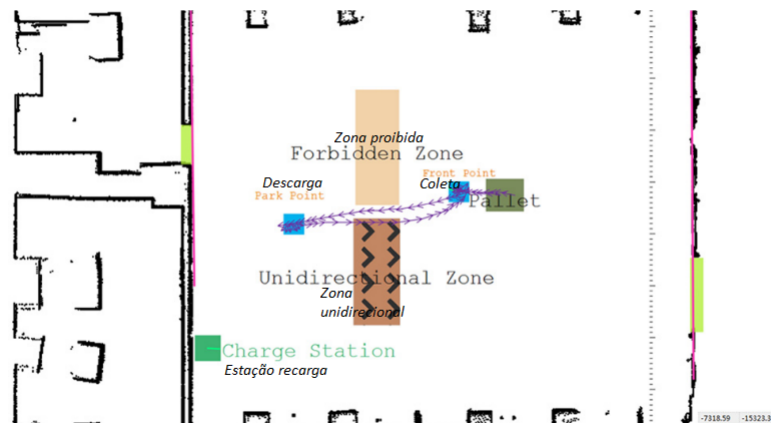 Zona proibida
Forbidden Zone
Descarga
Park Point
Front Point
Coleta
Pallet
Unidirectional Zone
Zona
unidirecional
Charge Station
Estação recarga
-7318.59 -15323.3